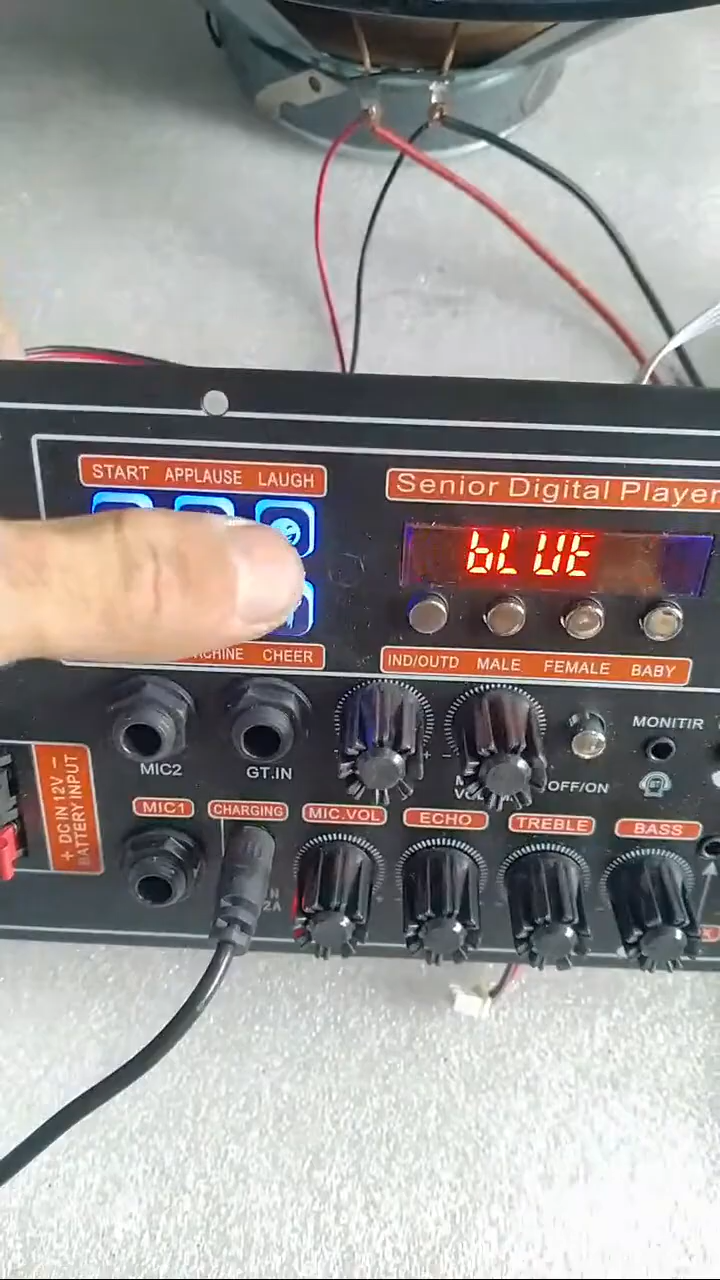 START APPLAUSE LAUGH
Senior Digital Player
bLUE
CHEER
IND/OUTD MALE FEMALE BABY
MIC2
GT.IN
OFF/ON
MONITIR
BT
+ DC IN 12V -
BATTERY INPUT
MIC1
CHARGING
MIC.VOL
ECHO
TREBLE
BASS